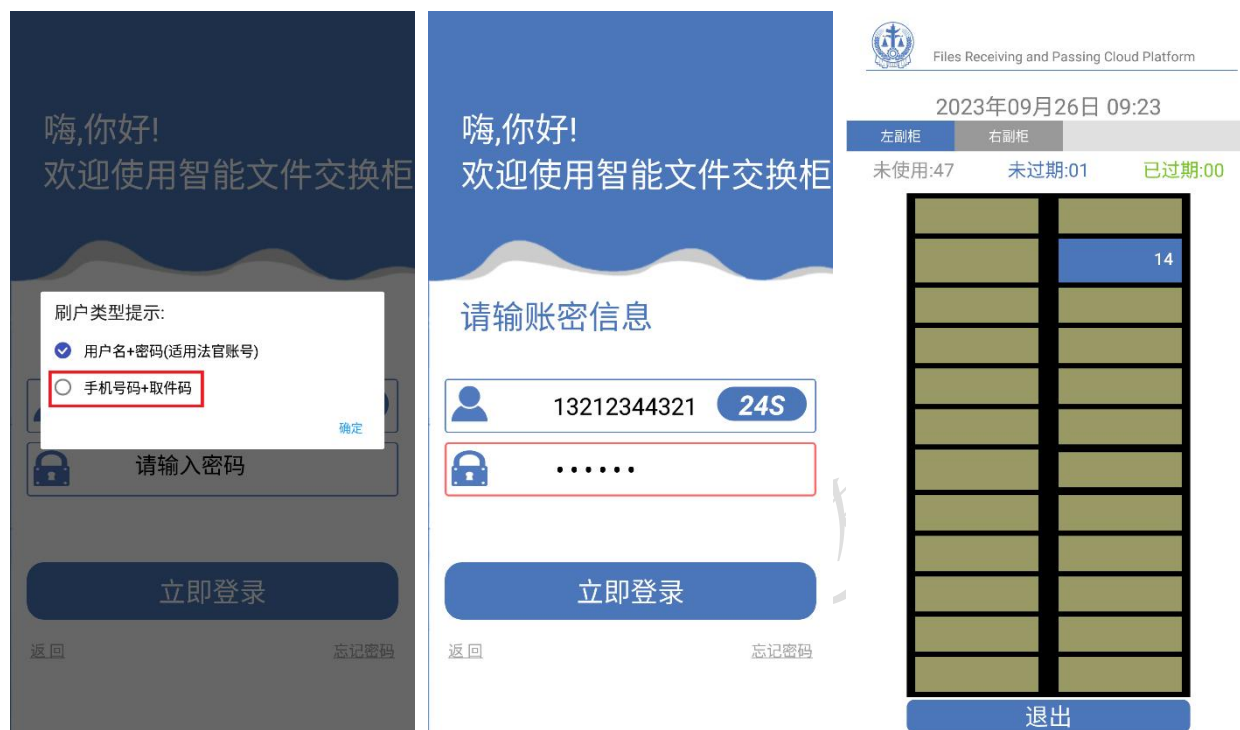 嗨,你好!
欢迎使用智能文件交换柜
刷户类型提示:
用户名+密码(适用法官账号)
手机号码+取件码
确定
请输入密码
立即登录
返回
忘记密码
嗨,你好!
欢迎使用智能文件交换柜
请输账密信息
13212344321
24S
••••••
立即登录
返回
忘记密码
Files Receiving and Passing Cloud Platform
2023年09月26日 09:23
左副柜
右副柜
未使用:47
未过期:01
已过期:00
14
退出